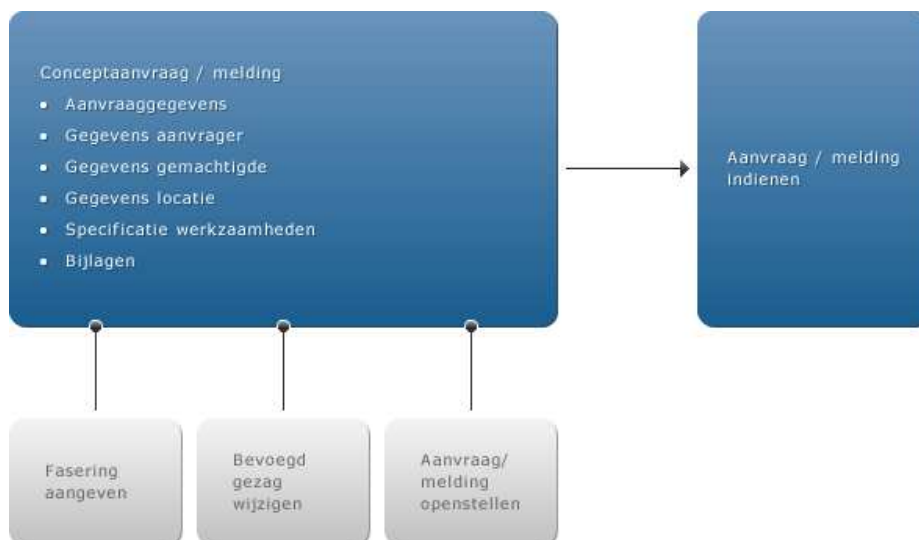 Conceptaanvraag / melding
• Aanvraaggegevens
• Gegevens aanvrager
• Gegevens gemachtigde
• Gegevens locatie
• Specificatie werkzaamheden
• Bijlagen
Aanvraag / melding
indienen
Fasering
aangeven
Bevoegd
gezag
wijzigen
Aanvraag/
melding
openstellen